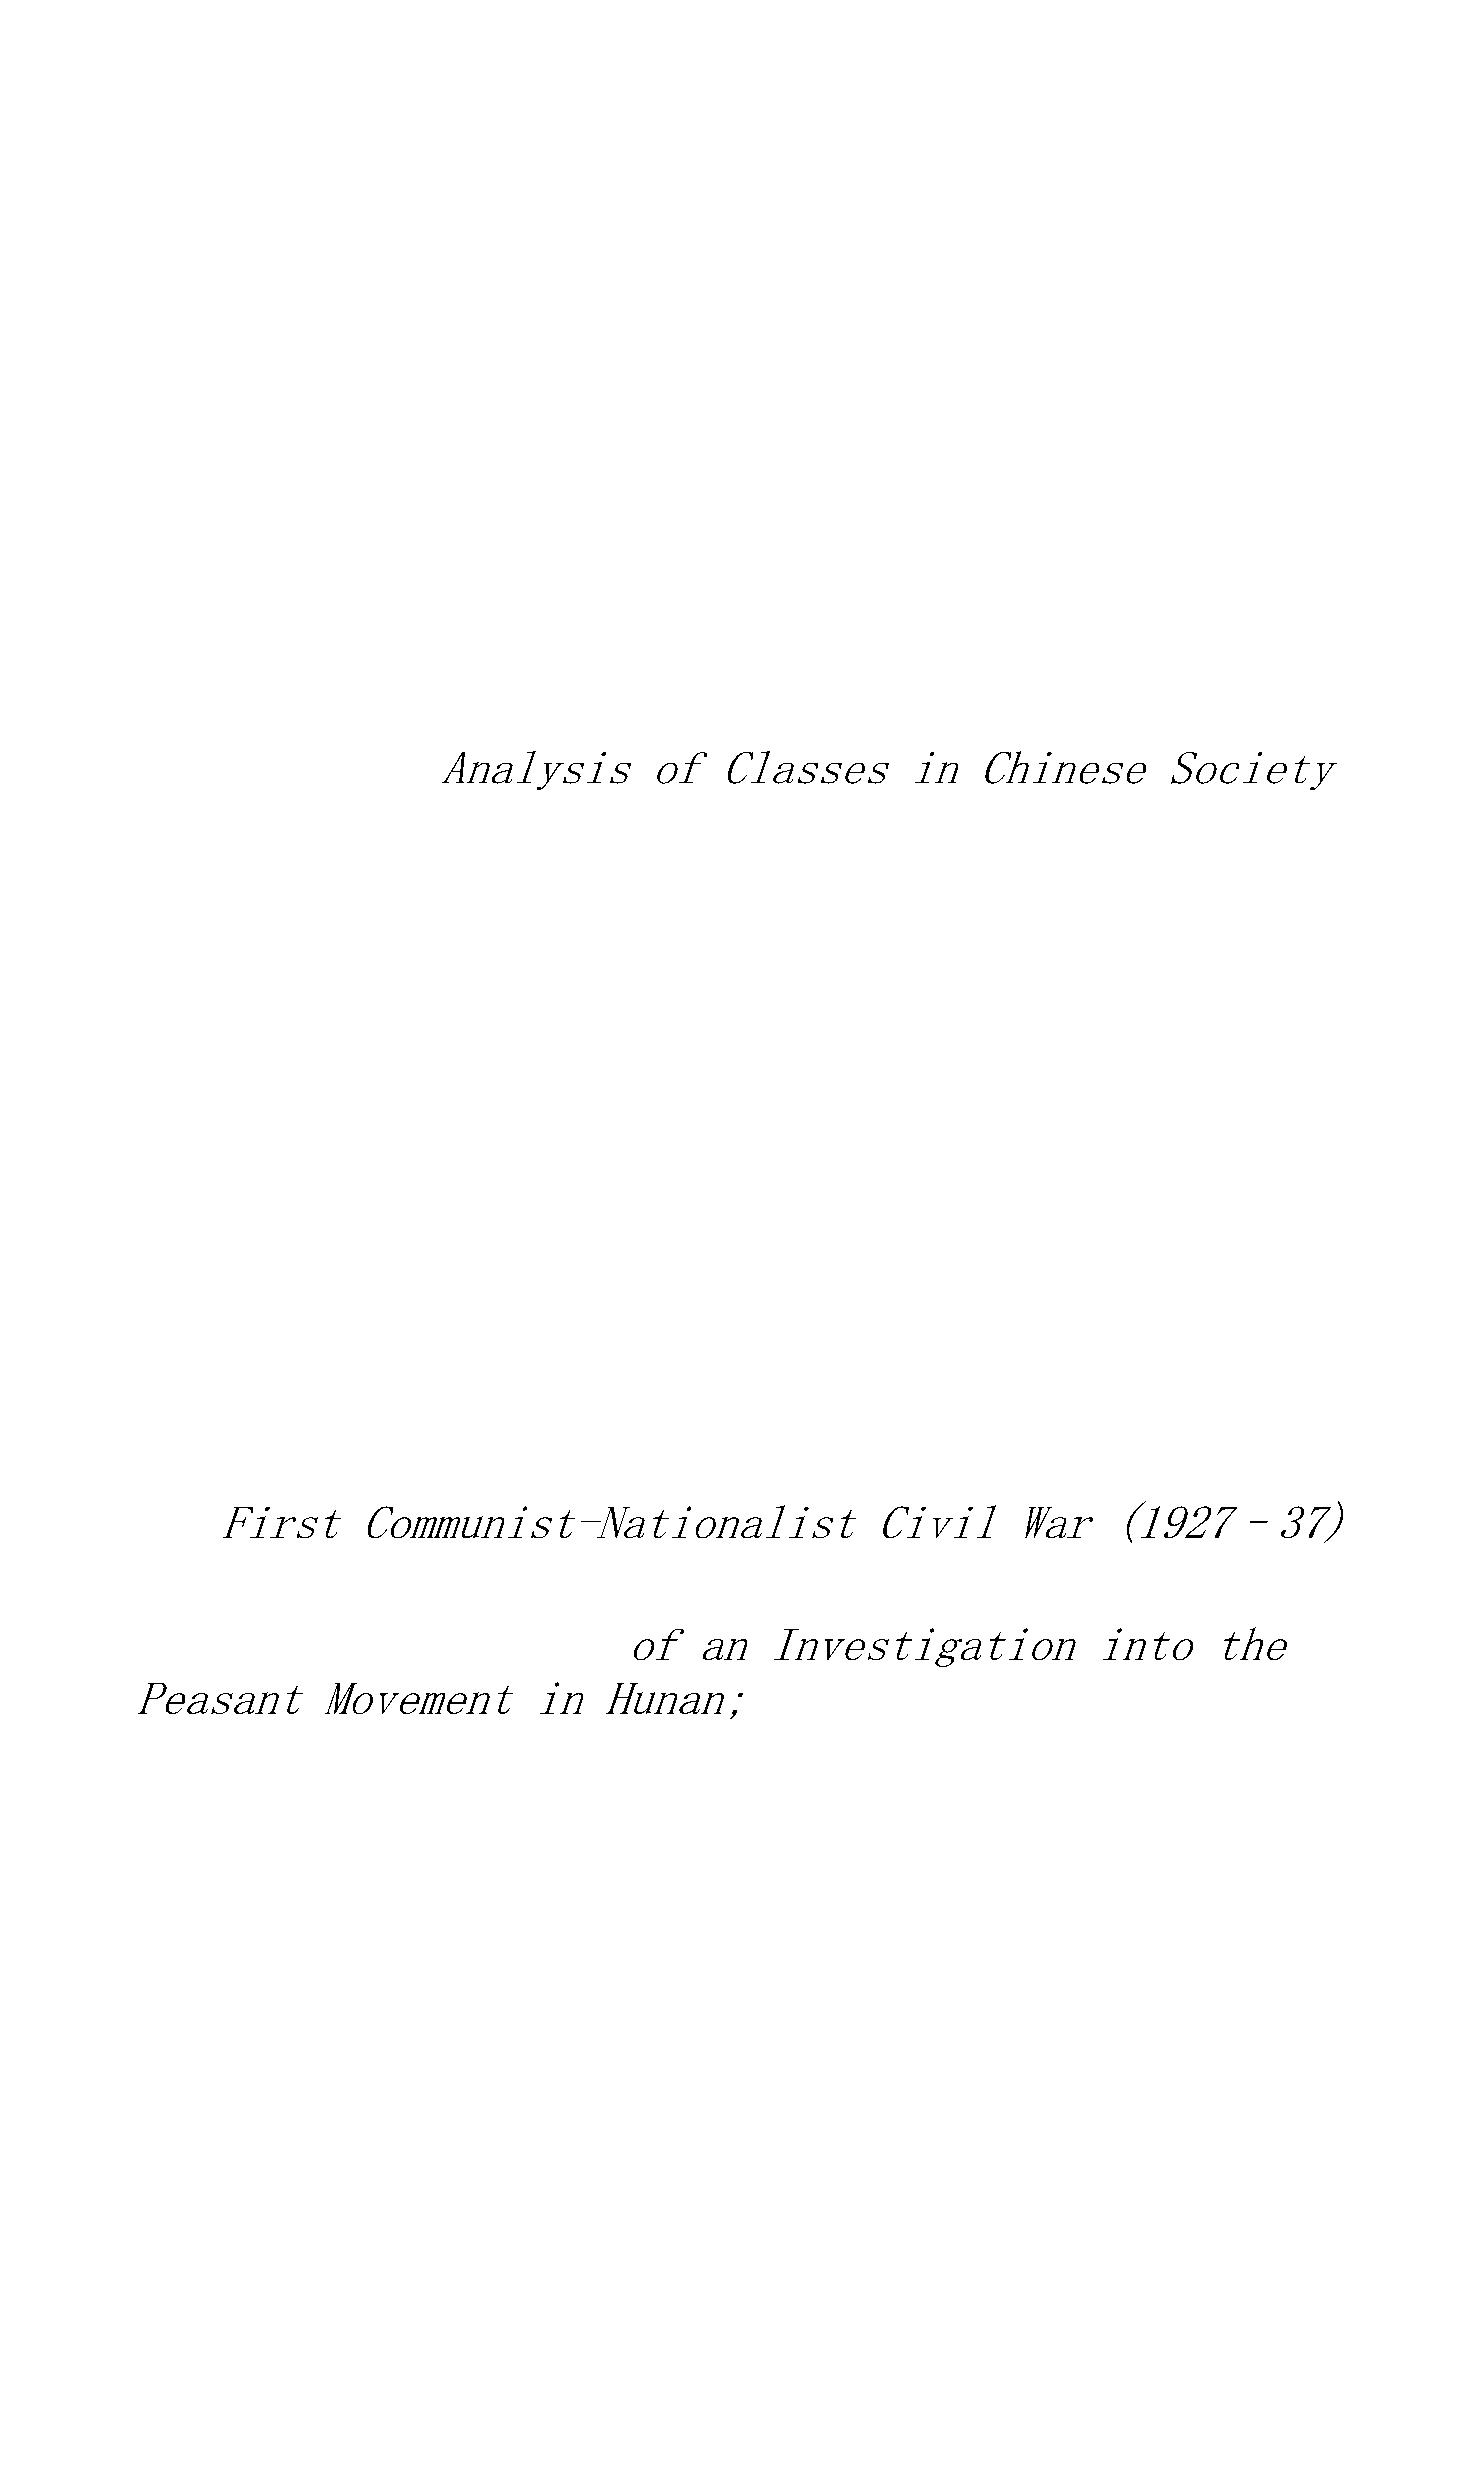 Analysis of Classes in Chinese Society
First Communist-Nationalist Civil War (1927–37)
of an Investigation into the
Peasant Movement in Hunan;